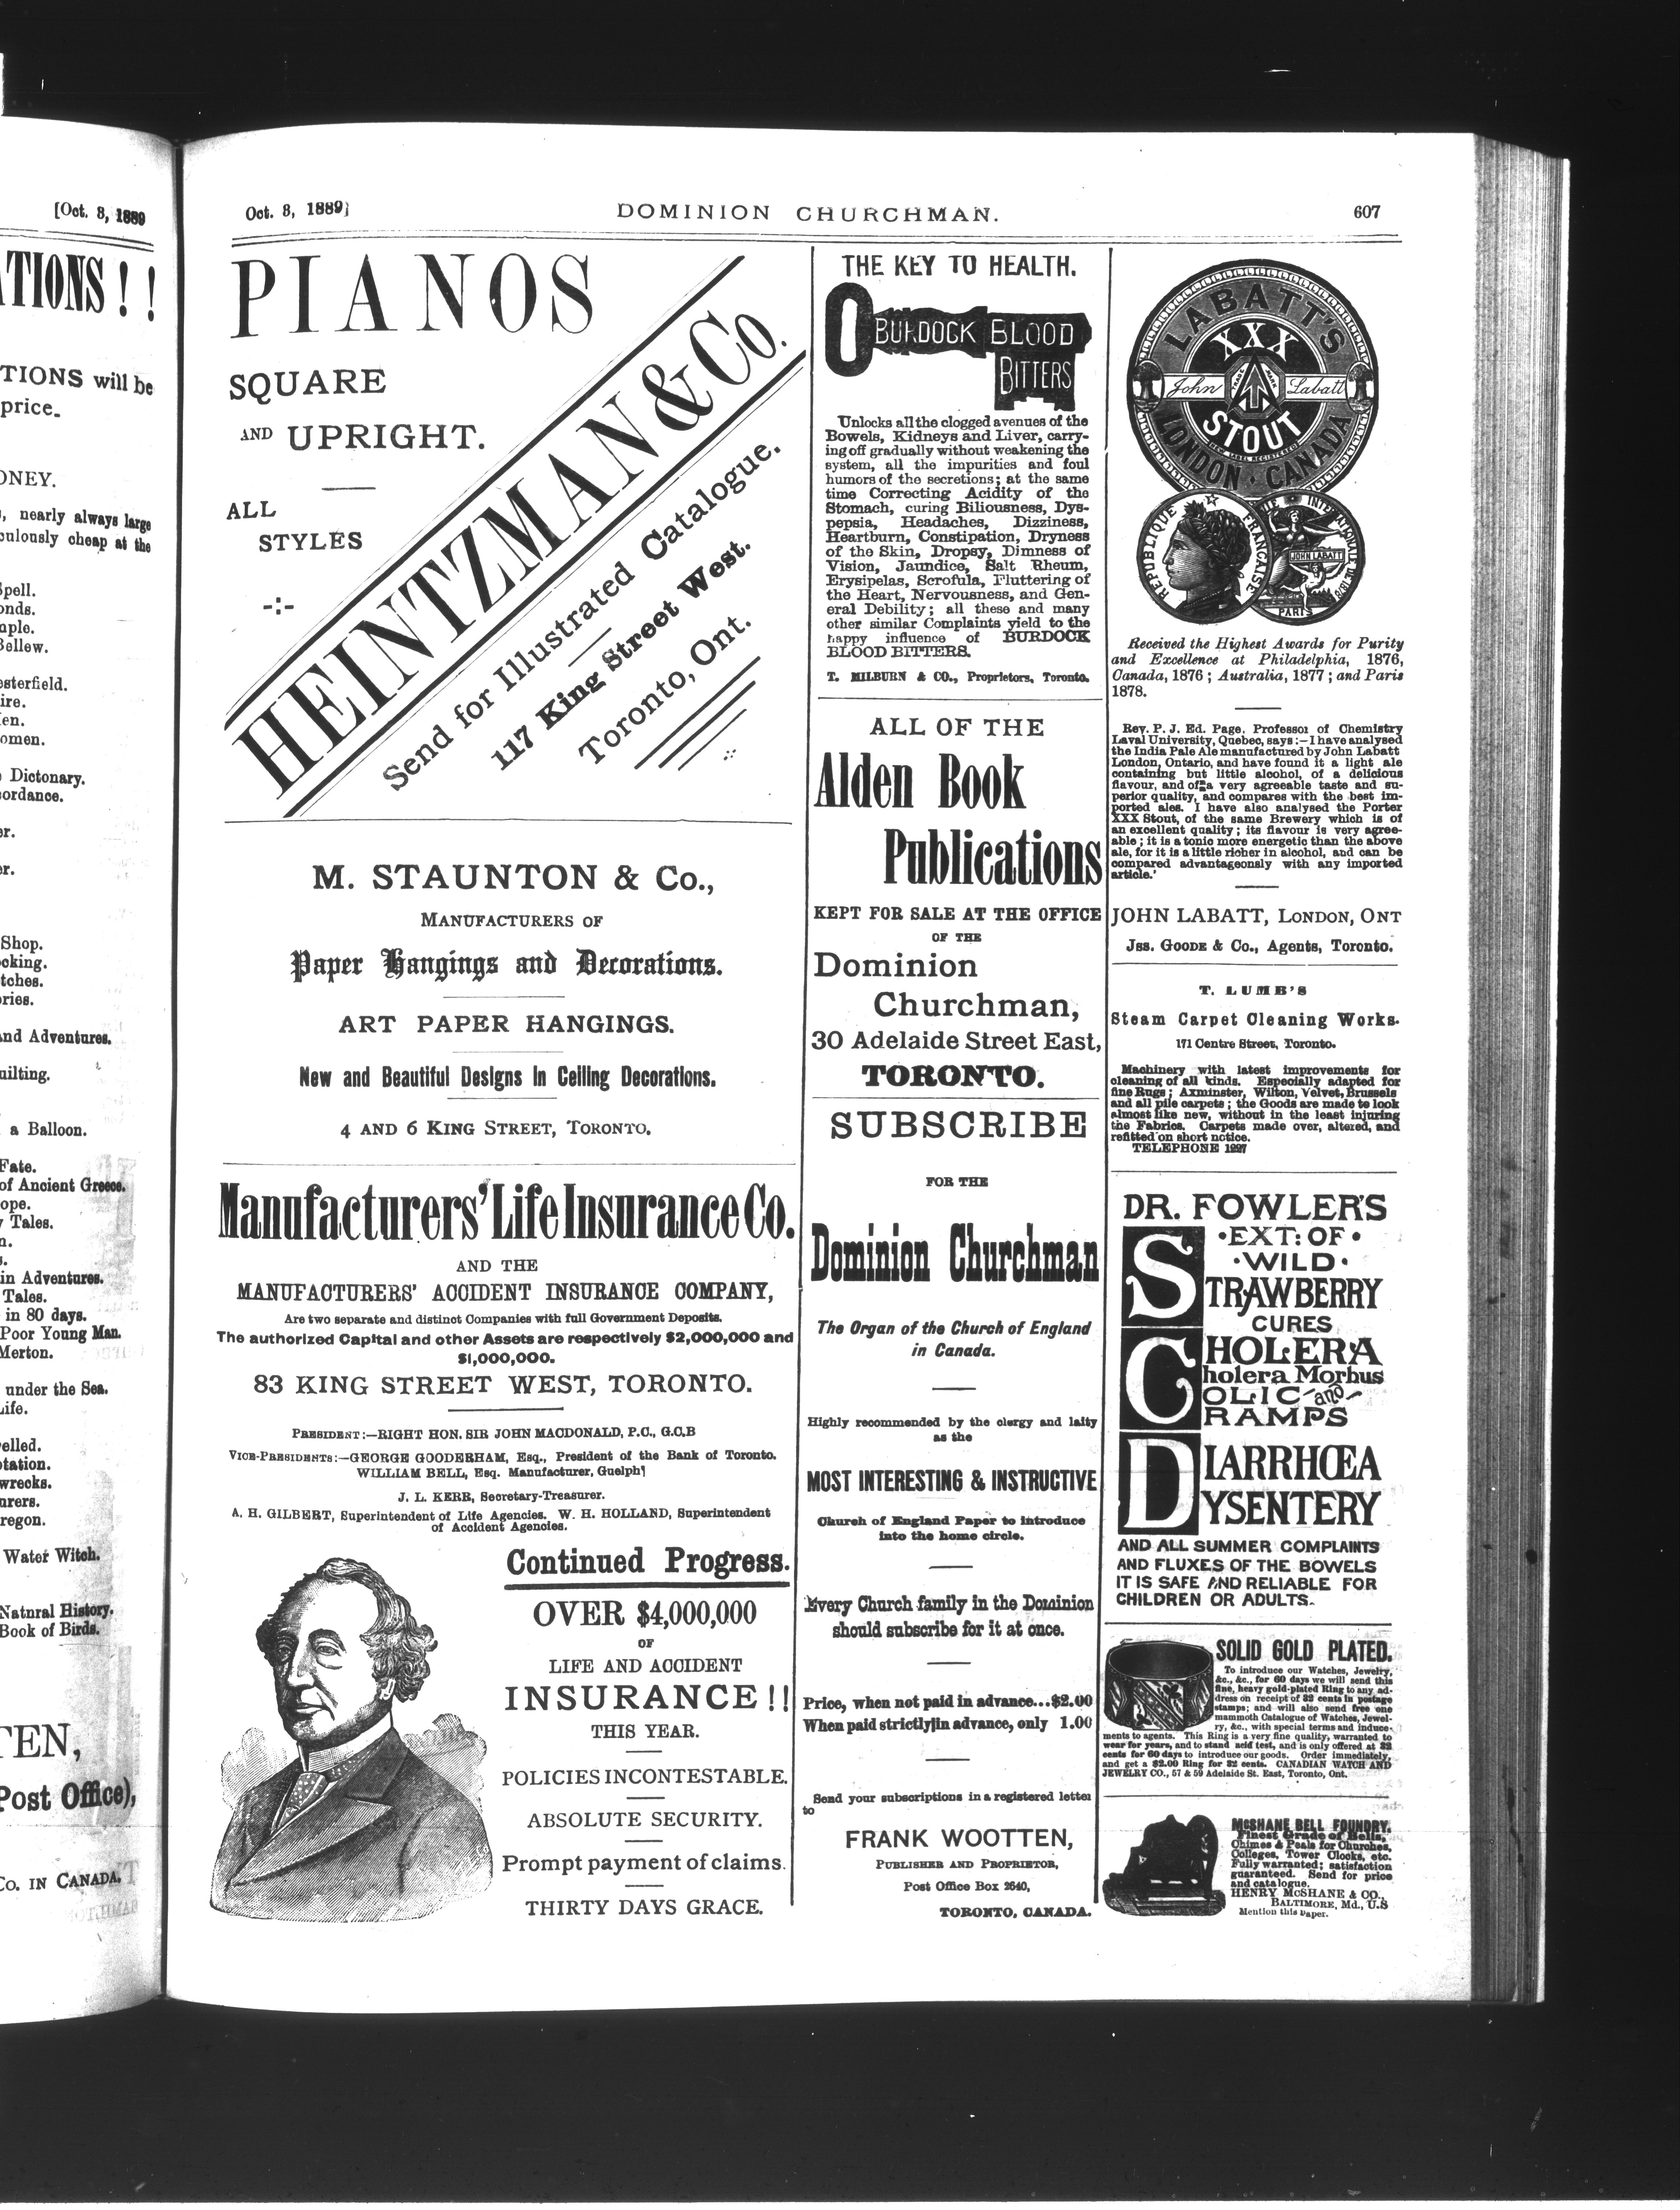 [Oct. 3, 1889
ATIONS!!
TIONS will be
price.
ONEY.
s, nearly always large
culously cheap at the
Spell.
onds.
aple.
Bellew.
esterfield.
ire.
en.
omen.
Dictonary.
cordance.
er.
er.
Shop.
ocking.
tches.
ories.
and Adventures.
uilting.
a Balloon.
Fate.
of Ancient Greece.
ope.
Tales.
n.
s.
in Adventures.
Tales.
in 80 days.
Poor Young Man.
Merton.
under the Sea.
Life.
elled.
otation.
wrecks.
urers.
regon.
Water Witch.
Natnral History.
Book of Birds.
TEN,
Post Office),
Co. IN CANADA.
Oct. 3, 1889]
DOMINION CHURCHMAN.
607
PIANOS
SQUARE
AND UPRIGHT.
ALL
STYLES
HEINTZMAN & Co.
Send for Illustrated Catalogue.
117 King Street West.
Toronto, Ont.
M. STAUNTON & Co.,
MANUFACTURERS OF
Paper Hangings and Decorations.
ART PAPER HANGINGS.
New and Beautiful Designs in Ceiling Decorations.
4 AND 6 KING STREET, TORONTO.
Manufacturers' Life Insurance Co.
AND THE
MANUFACTURERS' ACCIDENT INSURANCE COMPANY,
Are two separate and distinct Companies with full Government Deposits.
The authorized Capital and other Assets are respectively $2,000,000 and
$1,000,000.
83 KING STREET WEST, TORONTO.
PRESIDENT:—RIGHT HON. SIR JOHN MACDONALD, P.C., G.C.B
VICE-PRESIDENTS:—GEORGE GOODERHAM, Esq., President of the Bank of Toronto.
WILLIAM BELL, Esq. Manufacturer, Guelph
J. L. KERR, Secretary-Treasurer.
A. H. GILBERT, Superintendent of Life Agencies. W. H. HOLLAND, Superintendent
of Accident Agencies.
Continued Progress.
OVER $4,000,000
OF
LIFE AND ACCIDENT
INSURANCE!!
THIS YEAR.
POLICIES INCONTESTABLE.
ABSOLUTE SECURITY.
Prompt payment of claims.
THIRTY DAYS GRACE.
THE KEY TO HEALTH.
BURDOCK BLOOD
BITTERS
Unlocks all the clogged avenues of the
Bowels, Kidneys and Liver, carry-
ing off gradually without weakening the
system, all the impurities and foul
humors of the secretions; at the same
time Correcting Acidity of the
Stomach, curing Biliousness, Dys-
pepsia, Headaches, Dizziness,
Heartburn, Constipation, Dryness
of the Skin, Dropsy, Dimness of
Vision, Jaundice, Salt Rheum,
Erysipelas, Scrofula, Fluttering of
the Heart, Nervousness, and Gen-
eral Debility; all these and many
other similar Complaints yield to the
happy influence of BURDOCK
BLOOD BITTERS.
T. MILBURN & CO., Proprietors, Toronto.
ALL OF THE
Alden Book
Publications
KEPT FOR SALE AT THE OFFICE
OF THE
Dominion
Churchman,
30 Adelaide Street East,
TORONTO.
SUBSCRIBE
FOR THE
Dominion Churchman
The Organ of the Church of England
in Canada.
Highly recommended by the clergy and laity
as the
MOST INTERESTING & INSTRUCTIVE
Church of England Paper to introduce
into the home circle.
Every Church family in the Dominion
should subscribe for it at once.
Price, when not paid in advance...$2.00
When paid strictly in advance, only 1.00
Send your subscriptions in a registered letter
to
FRANK WOOTTEN,
PUBLISHER AND PROPRIETOR,
Post Office Box 2640,
TORONTO, CANADA.
LABATT'S
XXX
TRADE MARK
John Labatt
STOUT
NEW LABEL REGISTERED
LONDON · CANADA
REPUBLIQUE FRANCAISE
JOHN LABATT
PARIS
Received the Highest Awards for Purity
and Excellence at Philadelphia, 1876,
Canada, 1876; Australia, 1877; and Paris
1878.
Rev. P. J. Ed. Page. Professor of Chemistry
Laval University, Quebec, says:—I have analysed
the India Pale Ale manufactured by John Labatt
London, Ontario, and have found it a light ale
containing but little alcohol, of a delicious
flavour, and of a very agreeable taste and su-
perior quality, and compares with the best im-
ported ales. I have also analysed the Porter
XXX Stout, of the same Brewery which is of
an excellent quality; its flavour is very agree-
able; it is a tonic more energetic than the above
ale, for it is a little richer in alcohol, and can be
compared advantageonsly with any imported
article.'
JOHN LABATT, LONDON, ONT
Jss. GOODE & Co., Agents, Toronto.
T. LUMB'S
Steam Carpet Cleaning Works.
171 Centre Street, Toronto.
Machinery with latest improvements for
cleaning of all kinds. Especially adapted for
fine Rugs; Axminster, Wilton, Velvet, Brussels
and all pile carpets; the Goods are made to look
almost like new, without in the least injuring
the Fabrics. Carpets made over, altered, and
refitted on short notice.
TELEPHONE 1227
DR. FOWLER'S
·EXT: OF·
·WILD·
STRAWBERRY
CURES
CHOLERA
Cholera Morbus
COLIC and
CRAMPS
DIARRHŒA
DYSENTERY
AND ALL SUMMER COMPLAINTS
AND FLUXES OF THE BOWELS
IT IS SAFE AND RELIABLE FOR
CHILDREN OR ADULTS.
SOLID GOLD PLATED.
To introduce our Watches, Jewelry,
&c., &c., for 60 days we will send this
fine, heavy gold-plated Ring to any ad-
dress on receipt of 32 cents in postage
stamps; and will also send free one
mammoth Catalogue of Watches, Jewel-
ry, &c., with special terms and induce-
ments to agents. This Ring is a very fine quality, warranted to
wear for years, and to stand acid test, and is only offered at 32
cents for 60 days to introduce our goods. Order immediately,
and get a $2.00 Ring for 32 cents. CANADIAN WATCH AND
JEWELRY CO., 57 & 59 Adelaide St. East, Toronto, Ont.
MCSHANE BELL FOUNDRY.
Finest Grade of Bells,
Chimes & Peals for Churches,
Colleges, Tower Clocks, etc.
Fully warranted; satisfaction
guaranteed. Send for price
and catalogue.
HENRY MCSHANE & CO.,
BALTIMORE, Md., U.S
Mention this paper.